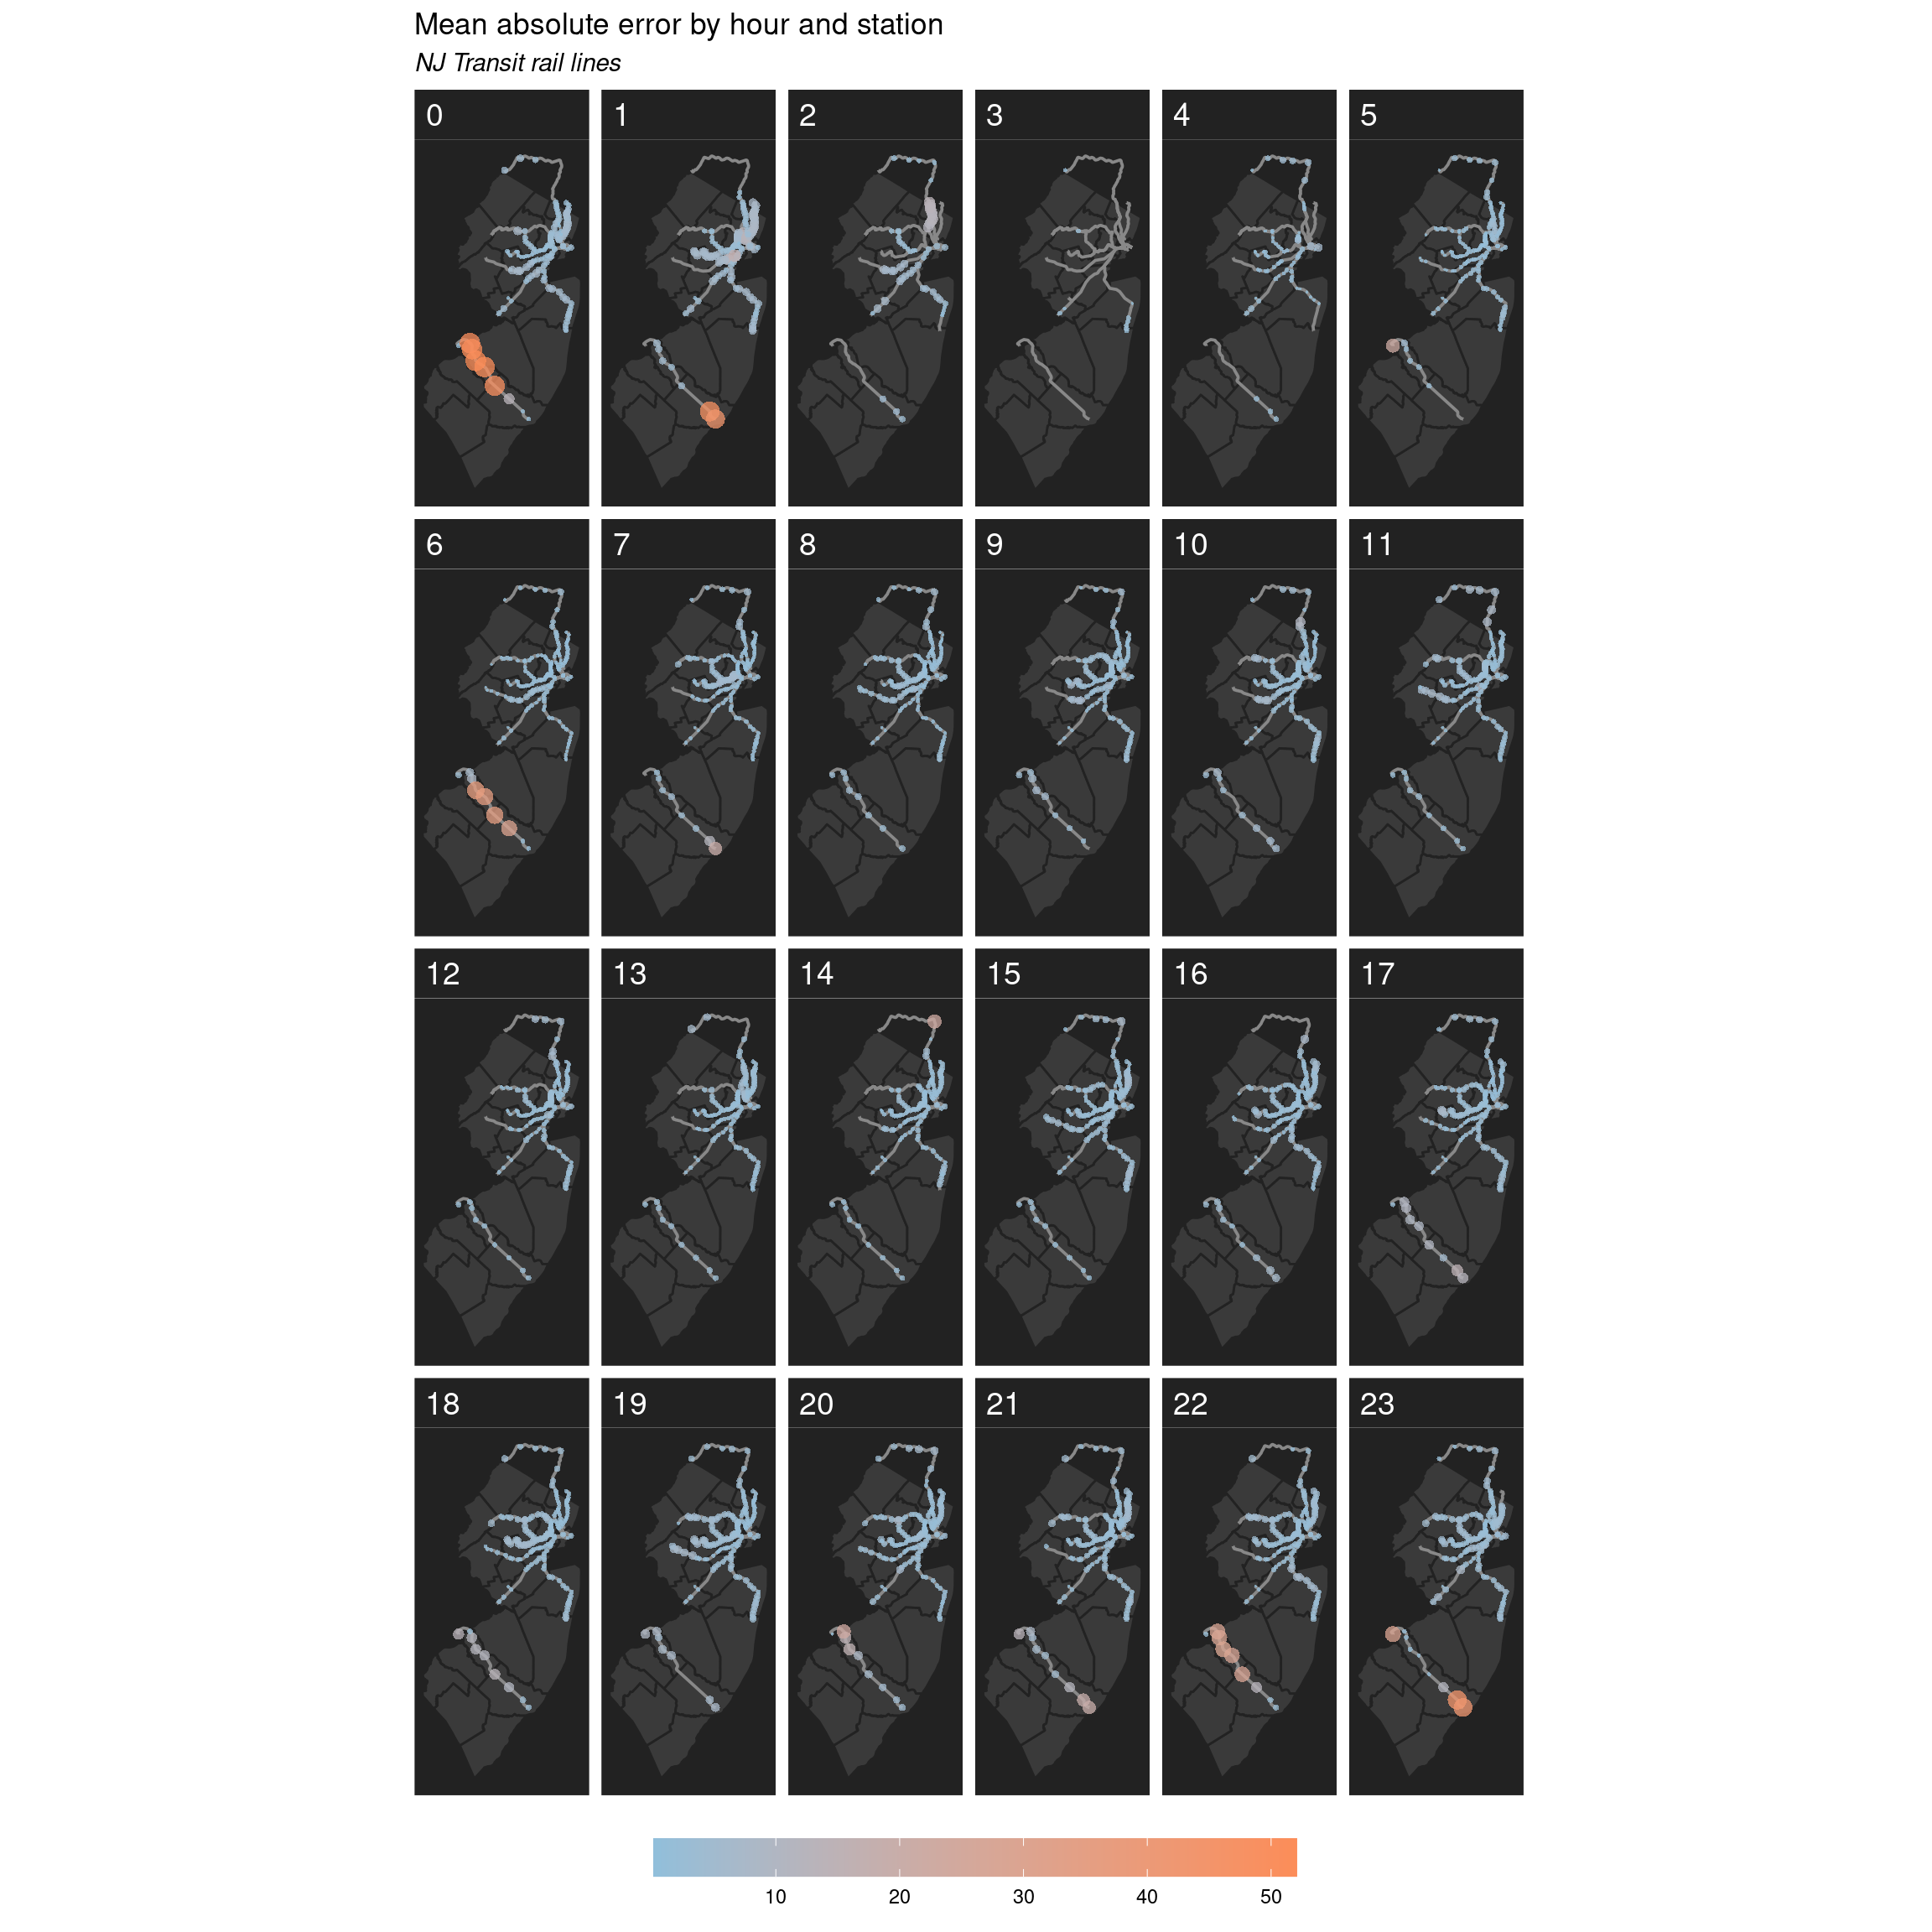 Mean absolute error by hour and station
NJ Transit rail lines
0 1 2 3 4 5
6 7 8 9 10 11
12 13 14 15 16 17
18 19 20 21 22 23
10 20 30 40 50